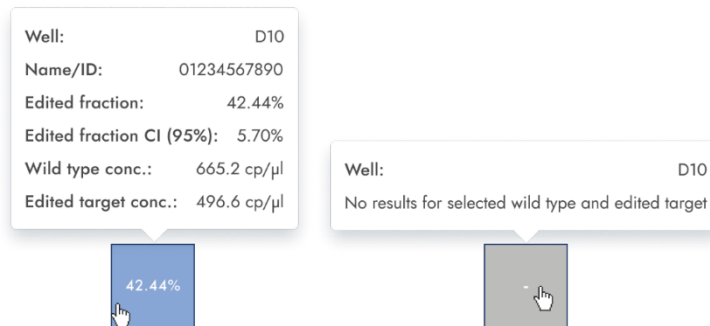 Well: D10
Name/ID: 01234567890
Edited fraction: 42.44%
Edited fraction CI (95%): 5.70%
Wild type conc.: 665.2 cp/µl
Edited target conc.: 496.6 cp/µl
42.44%
Well: D10
No results for selected wild type and edited target
-